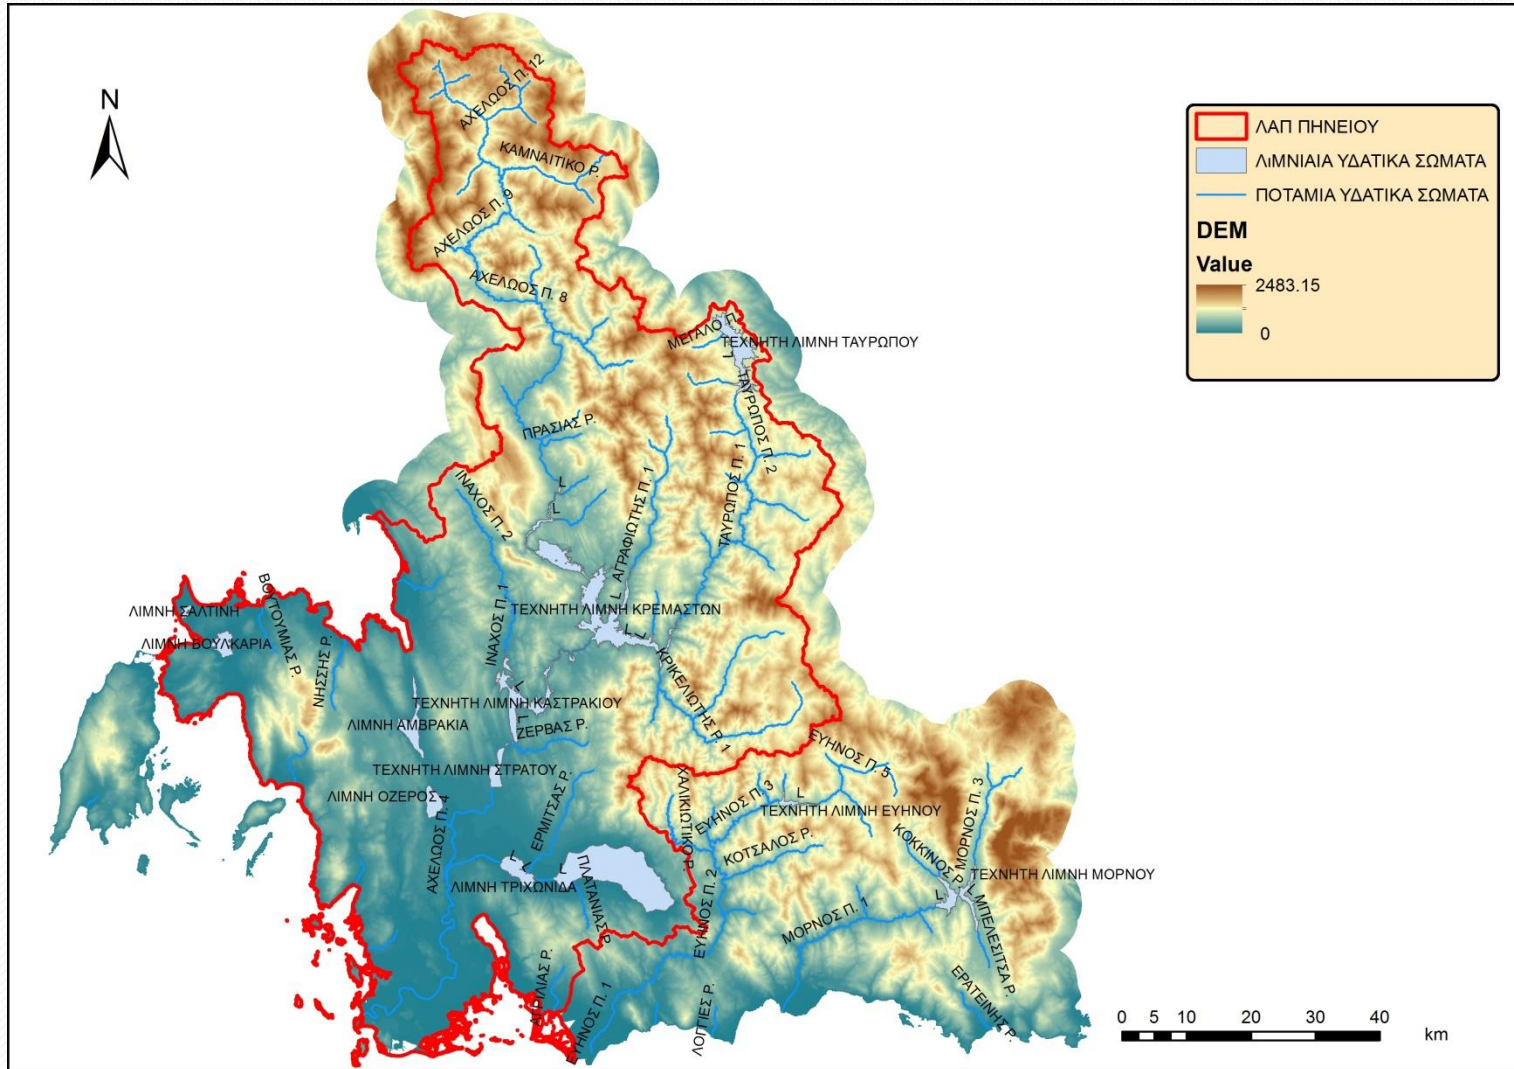 N
ΑΧΕΛΩΟΣ Π. 12
ΚΑΜΝΑΙΤΙΚΟ Ρ.
ΑΧΕΛΩΟΣ Π. 9
ΑΧΕΛΩΟΣ Π. 8
ΜΕΓΑΛΟ Π.
ΤΕΧΝΗΤΗ ΛΙΜΝΗ ΤΑΥΡΩΠΟΥ
L
ΤΑΥΡΩΠΟΣ Π. 2
ΠΡΑΣΙΑΣ Ρ.
ΙΝΑΧΟΣ Π. 2
L
L
ΑΓΡΑΦΙΩΤΗΣ Π. 1
ΤΑΥΡΩΠΟΣ Π. 1
ΛΙΜΝΗ ΣΑΛΤΙΝΗ
ΒΟΥΤΟΥΜΙΑΣ Ρ.
L
ΤΕΧΝΗΤΗ ΛΙΜΝΗ ΚΡΕΜΑΣΤΩΝ
L
L
ΛΙΜΝΗ ΒΟΥΛΚΑΡΙΑ
ΝΗΣΣΗΣ Ρ.
ΙΝΑΧΟΣ Π. 1
ΚΡΙΚΕΛΙΩΤΗΣ Ρ. 1
L
ΤΕΧΝΗΤΗ ΛΙΜΝΗ ΚΑΣΤΡΑΚΙΟΥ
L
ΛΙΜΝΗ ΑΜΒΡΑΚΙΑ
ΖΕΡΒΑΣ Ρ.
ΕΥΗΝΟΣ Π. 5
ΤΕΧΝΗΤΗ ΛΙΜΝΗ ΣΤΡΑΤΟΥ
ΛΙΜΝΗ ΟΖΕΡΟΣ
ΕΡΜΙΤΣΑΣ Ρ.
ΧΑΛΙΚΙΩΤΙΚΟ Ρ.
ΕΥΗΝΟΣ Π. 3
L
ΤΕΧΝΗΤΗ ΛΙΜΝΗ ΕΥΗΝΟΥ
ΜΟΡΝΟΣ Π. 3
ΚΟΤΣΑΛΟΣ Ρ.
ΚΟΚΚΙΝΟΣ Ρ.
ΑΧΕΛΩΟΣ Π. 4
L
L
L
ΛΙΜΝΗ ΤΡΙΧΩΝΙΔΑ
ΠΛΑΤΑΝΙΑΣ Ρ.
ΤΕΧΝΗΤΗ ΛΙΜΝΗ ΜΟΡΝΟΥ
L
L
ΕΥΗΝΟΣ Π. 2
ΜΟΡΝΟΣ Π. 1
ΜΠΕΛΕΣΙΤΣΑ Ρ.
ΕΥΗΝΟΣ Π. 1
ΕΡΑΤΕΙΝΗΣ Ρ.
ΛΑΠ ΠΗΝΕΙΟΥ
ΛιΜΝΙΑΙΑ ΥΔΑΤΙΚΑ ΣΩΜΑΤΑ
ΠΟΤΑΜΙΑ ΥΔΑΤΙΚΑ ΣΩΜΑΤΑ
DEM
Value
2483.15
0
0 5 10 20 30 40
km